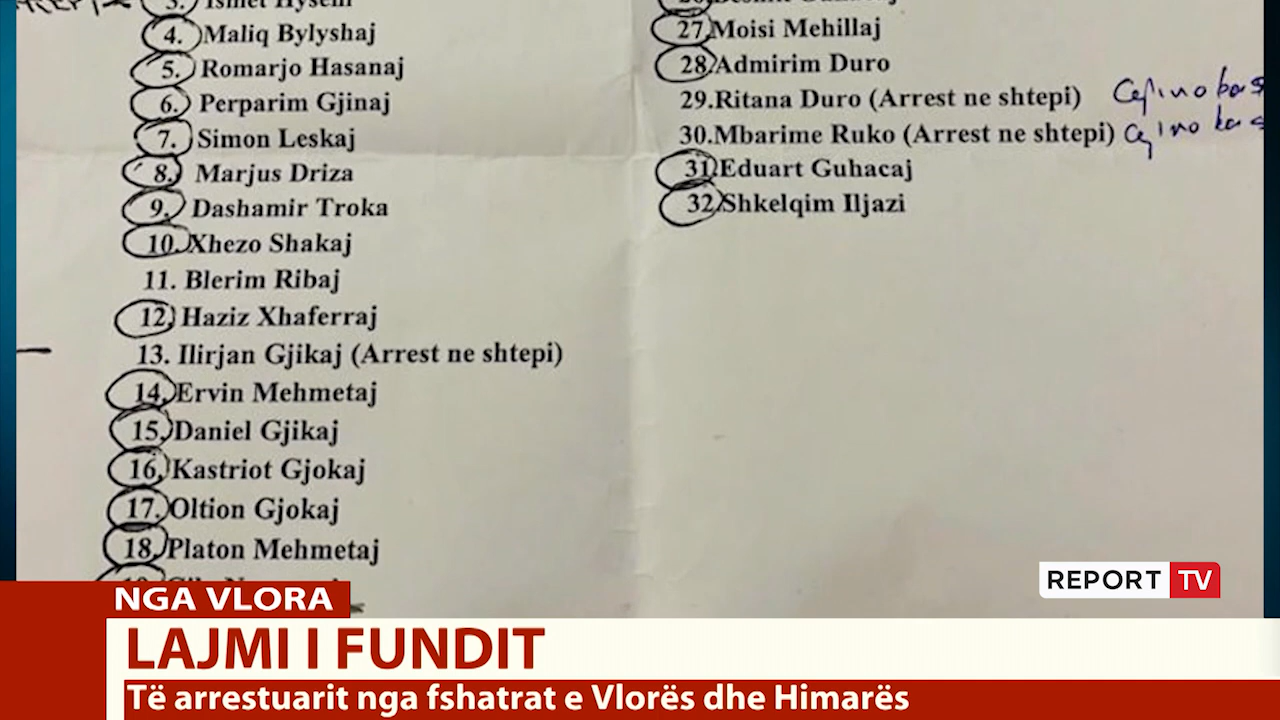 3. Ismet Hyseni
4. Maliq Bylyshaj
5. Romarjo Hasanaj
6. Perparim Gjinaj
7. Simon Leskaj
8. Marjus Driza
9. Dashamir Troka
10. Xhezo Shakaj
11. Blerim Ribaj
12. Haziz Xhaferraj
13. Ilirjan Gjikaj (Arrest ne shtepi)
14. Ervin Mehmetaj
15. Daniel Gjikaj
16. Kastriot Gjokaj
17. Oltion Gjokaj
18. Platon Mehmetaj
27. Moisi Mehillaj
28. Admirim Duro
29. Ritana Duro (Arrest ne shtepi)
30. Mbarime Ruko (Arrest ne shtepi)
31. Eduart Guhacaj
32. Shkelqim Iljazi
REPORT TV
NGA VLORA
LAJMI I FUNDIT
Të arrestuarit nga fshatrat e Vlorës dhe Himarës